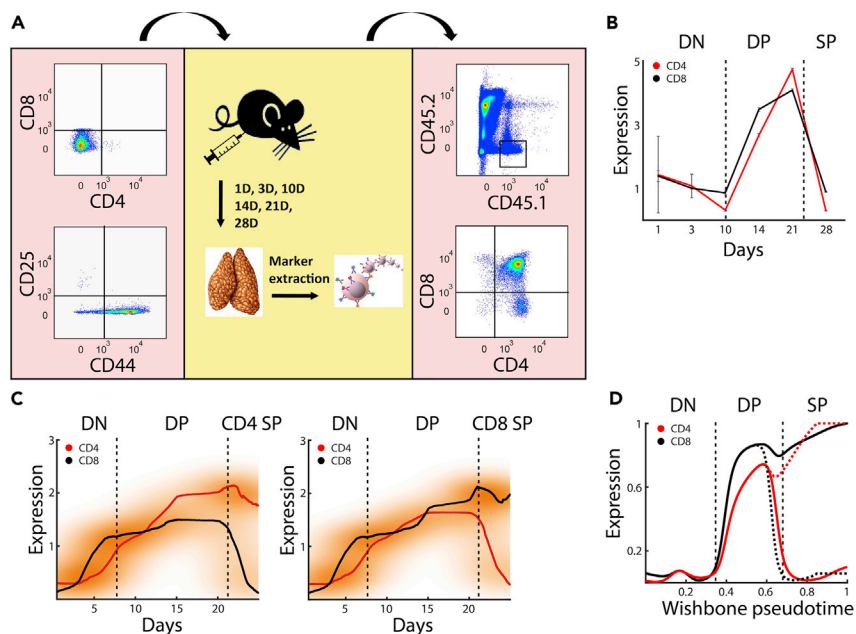 A
CD8
10^4
10^3
0
0 10^3 10^4
CD4
CD25
10^4
10^3
0
0 10^3 10^4
CD44
1D, 3D, 10D
14D, 21D,
28D
Marker
extraction
CD45.2
10^4
10^3
0
0 10^3 10^4
CD45.1
CD8
10^4
10^3
0
0 10^3 10^4
CD4
B
DN DP SP
CD4
CD8
Expression
5
3
1
1 3 10 14 21 28
Days
C
DN DP CD4 SP
CD4
CD8
Expression
3
2
1
5 10 15 20
Days
DN DP CD8 SP
CD4
CD8
Expression
3
2
1
5 10 15 20
Days
D
DN DP SP
CD4
CD8
Expression
1
0.6
0.2
0.2 0.4 0.6 0.8 1
Wishbone pseudotime